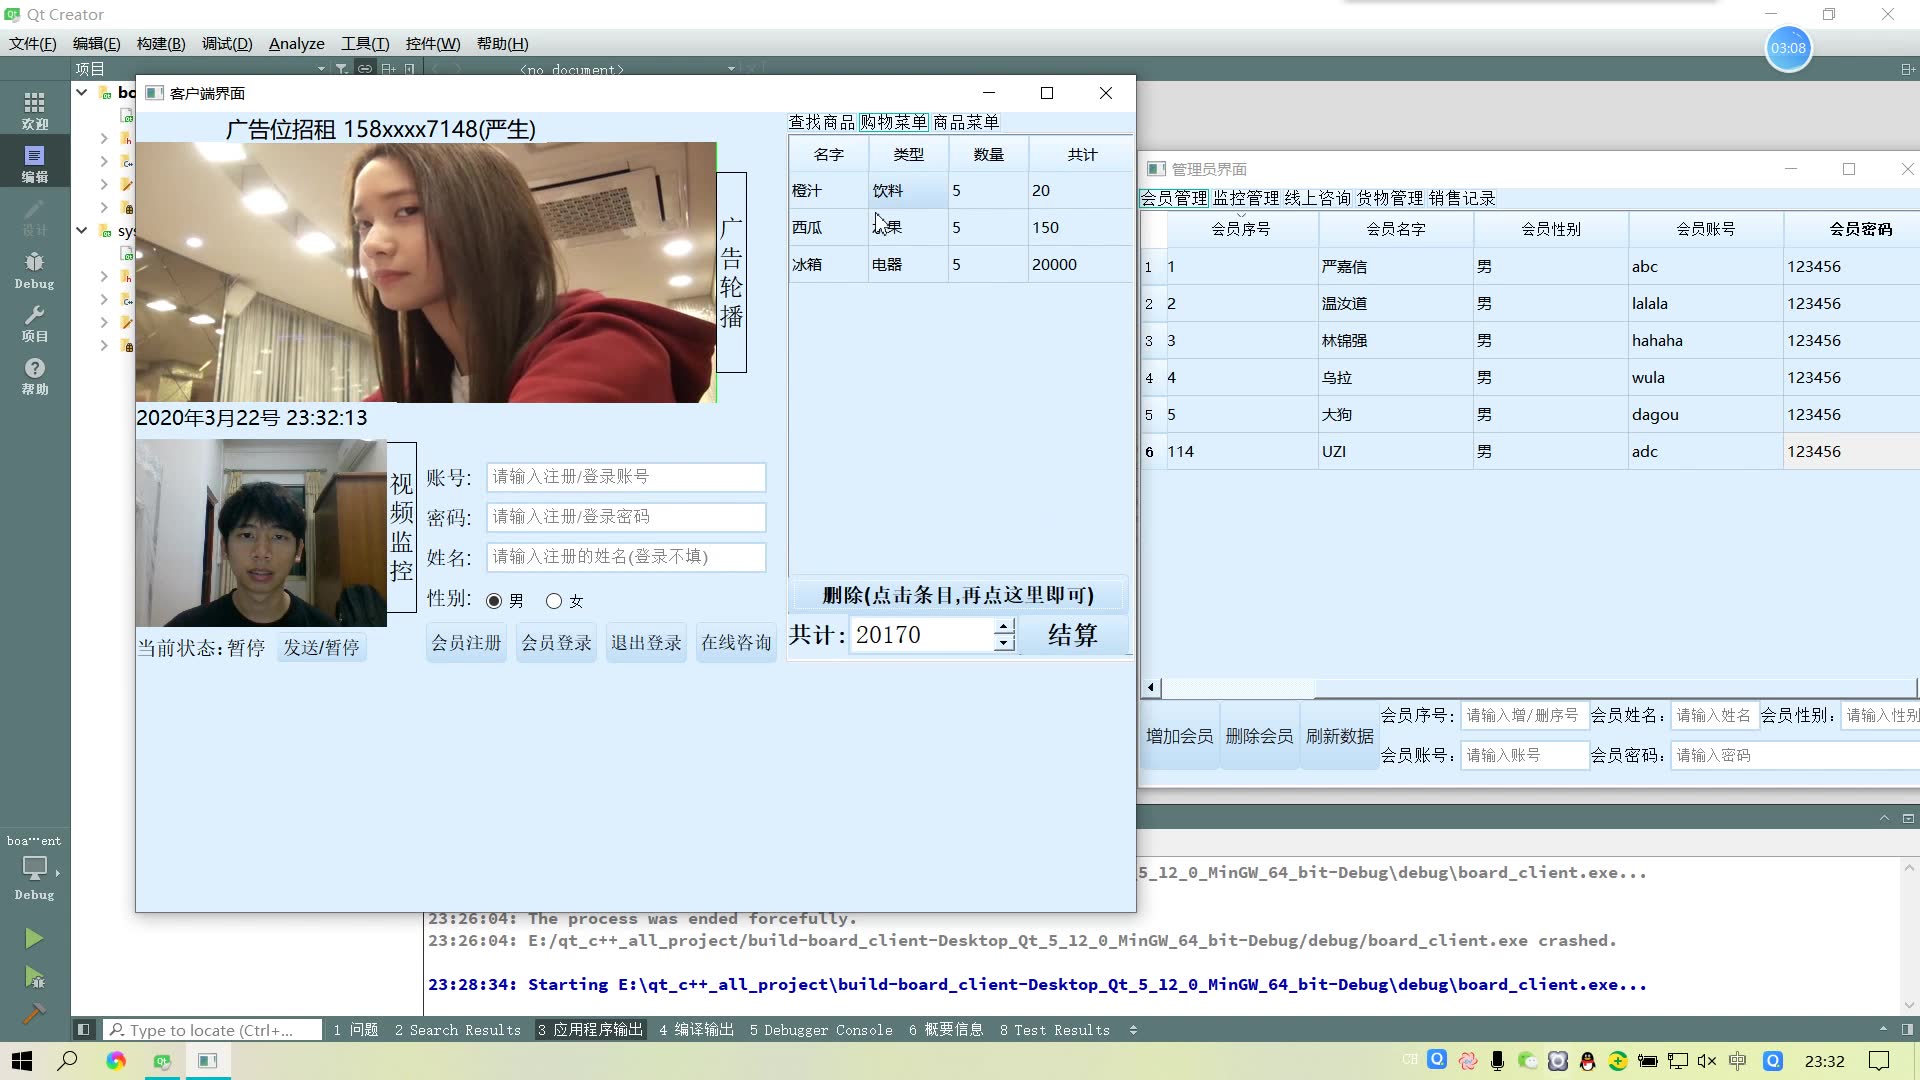 Qt Creator
文件(F) 编辑(E) 构建(B) 调试(D) Analyze 工具(T) 控件(W) 帮助(H)
03:08
项目
<no document>
欢迎
编辑
设计
Debug
项目
帮助
bo
sys
客户端界面
广告位招租 158xxxx7148(严生)
广告轮播
2020年3月22号 23:32:13
视频监控
账号: 请输入注册/登录账号
密码: 请输入注册/登录密码
姓名: 请输入注册的姓名(登录不填)
性别: 男 女
当前状态:暂停 发送/暂停
会员注册 会员登录 退出登录 在线咨询
查找商品 购物菜单 商品菜单
名字 类型 数量 共计
橙汁 饮料 5 20
西瓜 果 5 150
冰箱 电器 5 20000
删除(点击条目,再点这里即可)
共计: 20170 结算
管理员界面
会员管理 监控管理 线上咨询 货物管理 销售记录
会员序号 会员名字 会员性别 会员账号 会员密码
1 1 严嘉信 男 abc 123456
2 2 温汝道 男 lalala 123456
3 3 林锦强 男 hahaha 123456
4 4 乌拉 男 wula 123456
5 5 大狗 男 dagou 123456
6 114 UZI 男 adc 123456
增加会员 删除会员 刷新数据
会员序号: 请输入增/删序号 会员姓名: 请输入姓名 会员性别: 请输入性别
会员账号: 请输入账号 会员密码: 请输入密码
boa…ent
Debug
5_12_0_MinGW_64_bit-Debug\debug\board_client.exe...
23:26:04: The process was ended forcefully.
23:26:04: E:/qt_c++_all_project/build-board_client-Desktop_Qt_5_12_0_MinGW_64_bit-Debug/debug/board_client.exe crashed.
23:28:34: Starting E:\qt_c++_all_project\build-board_client-Desktop_Qt_5_12_0_MinGW_64_bit-Debug\debug\board_client.exe...
Type to locate (Ctrl+... 1 问题 2 Search Results 3 应用程序输出 4 编译输出 5 Debugger Console 6 概要信息 8 Test Results
CH 中 23:32